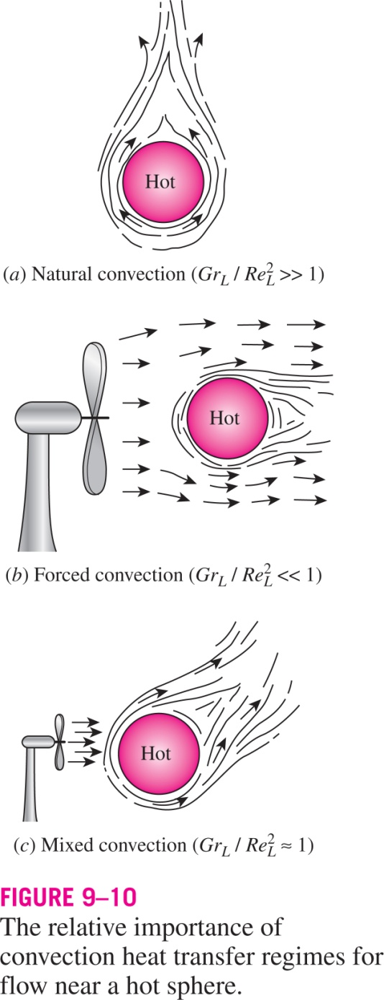 Hot
(a) Natural convection (Gr_L / Re_L^2 >> 1)
Hot
(b) Forced convection (Gr_L / Re_L^2 << 1)
Hot
(c) Mixed convection (Gr_L / Re_L^2 ≈ 1)
FIGURE 9–10
The relative importance of
convection heat transfer regimes for
flow near a hot sphere.